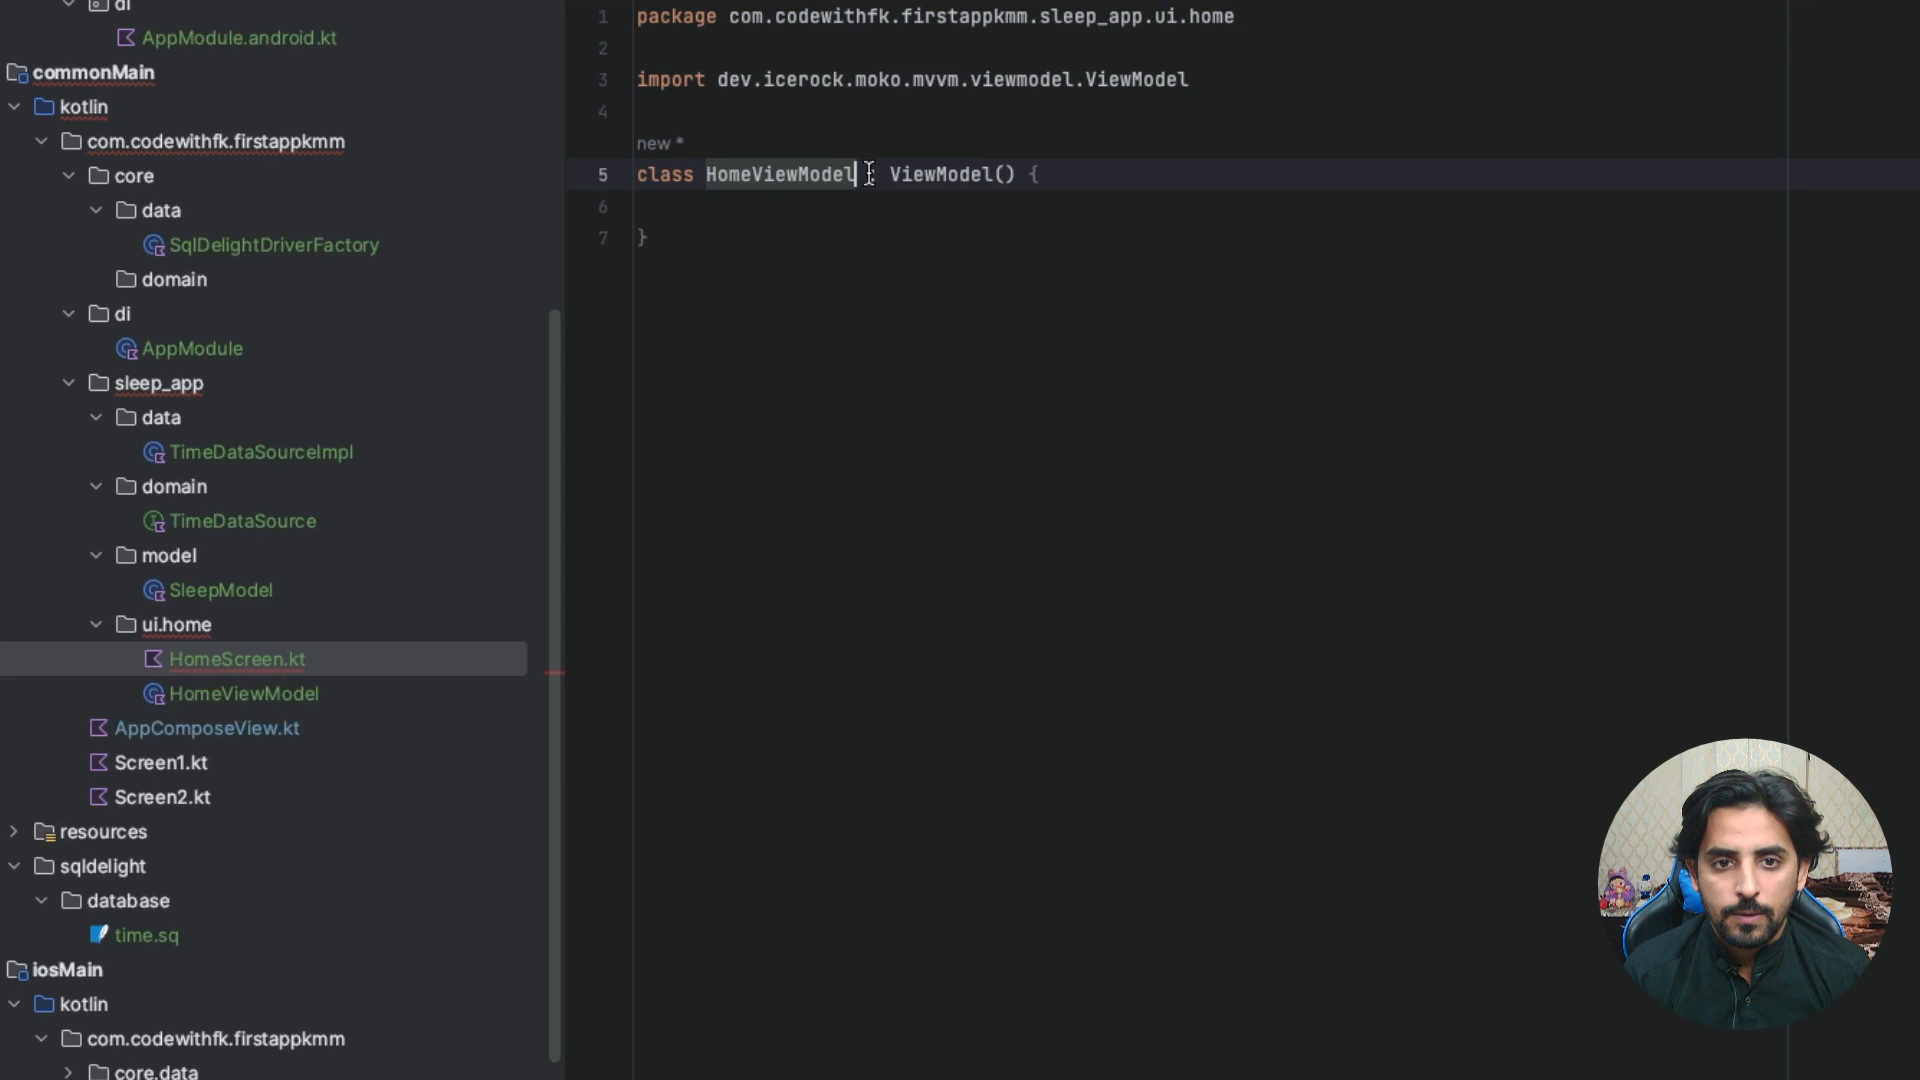 di
AppModule.android.kt
commonMain
kotlin
com.codewithfk.firstappkmm
core
data
SqlDelightDriverFactory
domain
di
AppModule
sleep_app
data
TimeDataSourceImpl
domain
TimeDataSource
model
SleepModel
ui.home
HomeScreen.kt
HomeViewModel
AppComposeView.kt
Screen1.kt
Screen2.kt
resources
sqldelight
database
time.sq
iosMain
kotlin
com.codewithfk.firstappkmm
core.data
1 package com.codewithfk.firstappkmm.sleep_app.ui.home
2
3 import dev.icerock.moko.mvvm.viewmodel.ViewModel
4
new *
5 class HomeViewModel : ViewModel() {
6
7 }